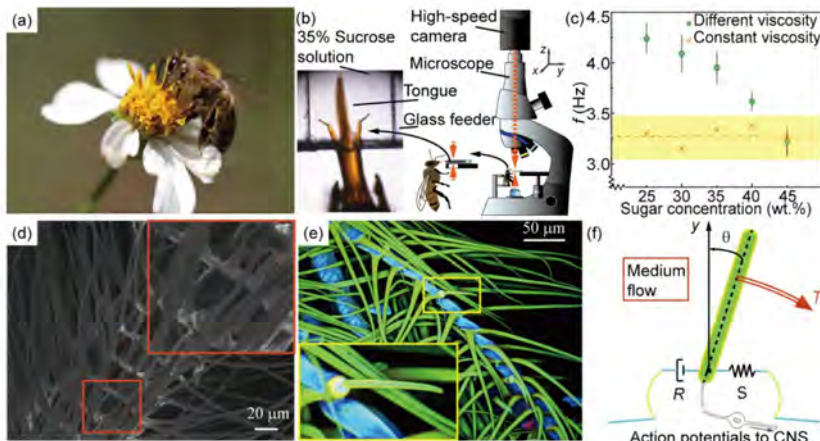 (a)
(b)
35% Sucrose
solution
Tongue
Glass feeder
High-speed
camera
Microscope
z
x
y
(c)
4.5
4.0
3.5
3.0
f (Hz)
Different viscosity
Constant viscosity
25
30
35
40
45
Sugar concentration (wt.%)
(d)
20 μm
(e)
50 μm
(f)
y
θ
Medium
flow
T
R
S
Action potentials to CNS